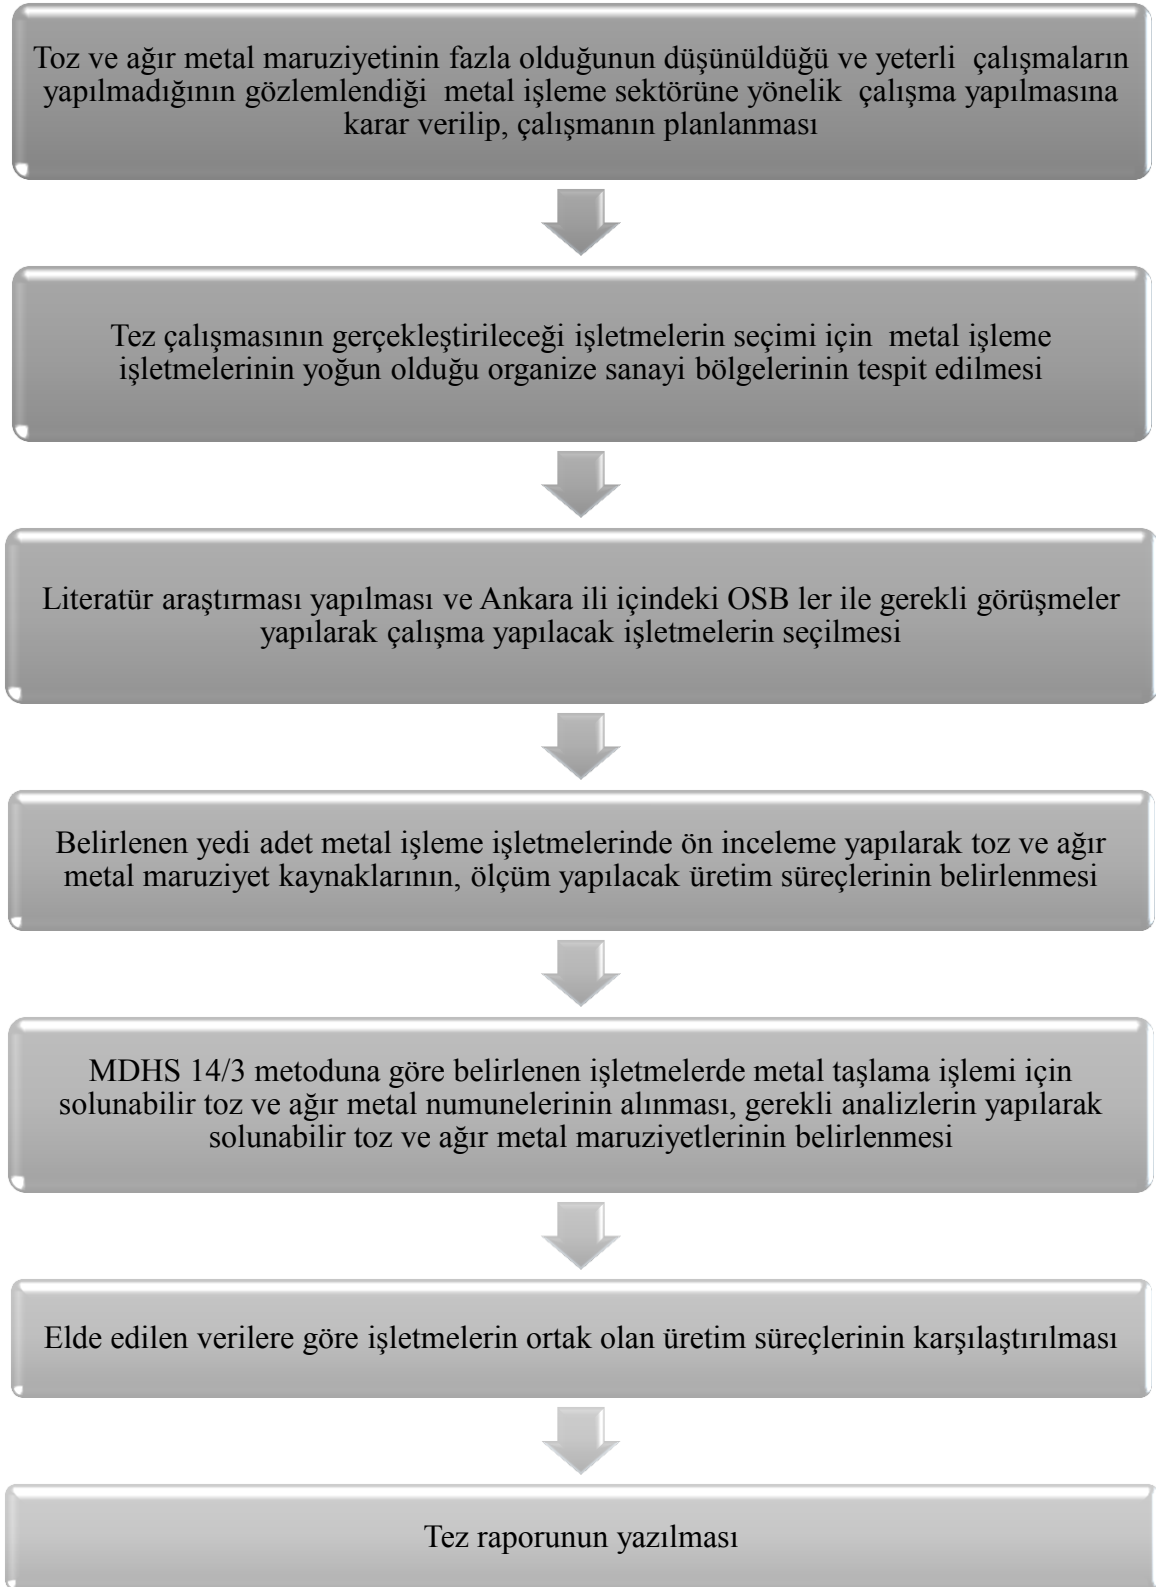 Toz ve ağır metal maruziyetinin fazla olduğunun düşünüldüğü ve yeterli çalışmaların
yapılmadığının gözlemlendiği metal işleme sektörüne yönelik çalışma yapılmasına
karar verilip, çalışmanın planlanması
Tez çalışmasının gerçekleştirileceği işletmelerin seçimi için metal işleme
işletmelerinin yoğun olduğu organize sanayi bölgelerinin tespit edilmesi
Literatür araştırması yapılması ve Ankara ili içindeki OSB ler ile gerekli görüşmeler
yapılarak çalışma yapılacak işletmelerin seçilmesi
Belirlenen yedi adet metal işleme işletmelerinde ön inceleme yapılarak toz ve ağır
metal maruziyet kaynaklarının, ölçüm yapılacak üretim süreçlerinin belirlenmesi
MDHS 14/3 metoduna göre belirlenen işletmelerde metal taşlama işlemi için
solunabilir toz ve ağır metal numunelerinin alınması, gerekli analizlerin yapılarak
solunabilir toz ve ağır metal maruziyetlerinin belirlenmesi
Elde edilen verilere göre işletmelerin ortak olan üretim süreçlerinin karşılaştırılması
Tez raporunun yazılması